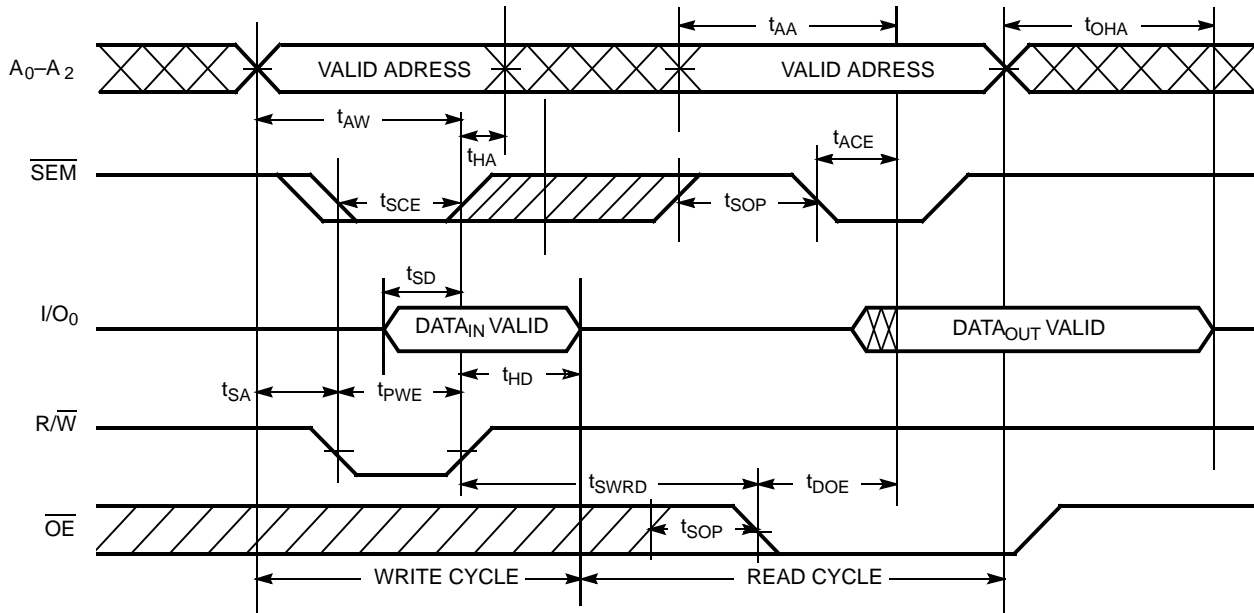 tAA
tOHA
A0–A2
VALID ADRESS
VALID ADRESS
tAW
tHA
tACE
SEM
tSCE
tSOP
tSD
I/O0
DATAIN VALID
DATAOUT VALID
tSA
tPWE
tHD
R/W
tSWRD
tDOE
OE
tSOP
WRITE CYCLE
READ CYCLE